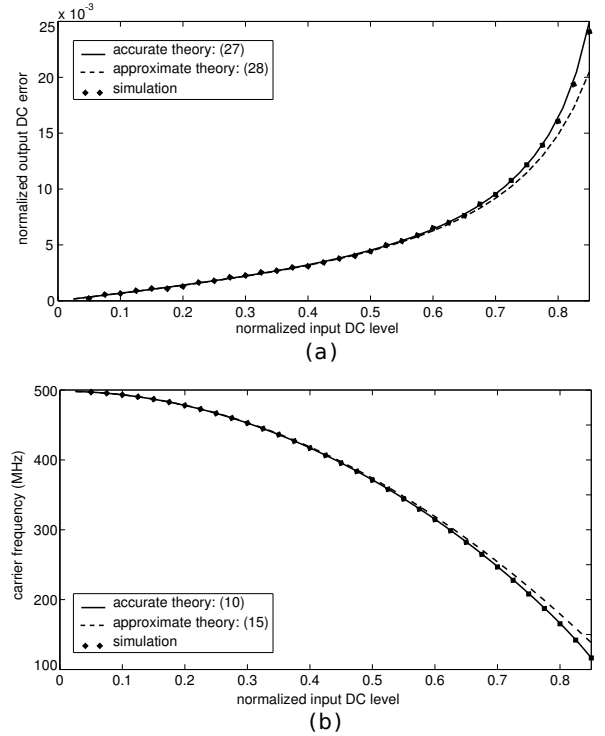 x 10⁻³
25
20
15
10
5
0
normalized output DC error
accurate theory: (27)
approximate theory: (28)
simulation
0 0.1 0.2 0.3 0.4 0.5 0.6 0.7 0.8
normalized input DC level
(a)
500
400
300
200
100
carrier frequency (MHz)
accurate theory: (10)
approximate theory: (15)
simulation
0 0.1 0.2 0.3 0.4 0.5 0.6 0.7 0.8
normalized input DC level
(b)